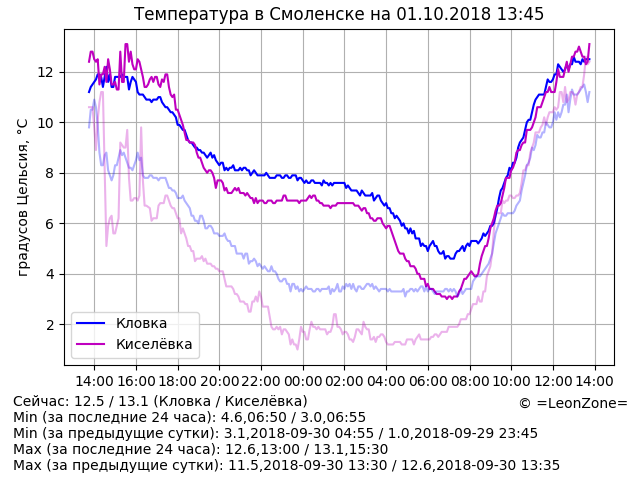 Температура в Смоленске на 01.10.2018 13:45
градусов Цельсия, °C
12
10
8
6
4
2
Кловка
Киселёвка
14:00 16:00 18:00 20:00 22:00 00:00 02:00 04:00 06:00 08:00 10:00 12:00 14:00
Сейчас: 12.5 / 13.1 (Кловка / Киселёвка)
© =LeonZone=
Min (за последние 24 часа): 4.6,06:50 / 3.0,06:55
Min (за предыдущие сутки): 3.1,2018-09-30 04:55 / 1.0,2018-09-29 23:45
Max (за последние 24 часа): 12.6,13:00 / 13.1,15:30
Max (за предыдущие сутки): 11.5,2018-09-30 13:30 / 12.6,2018-09-30 13:35